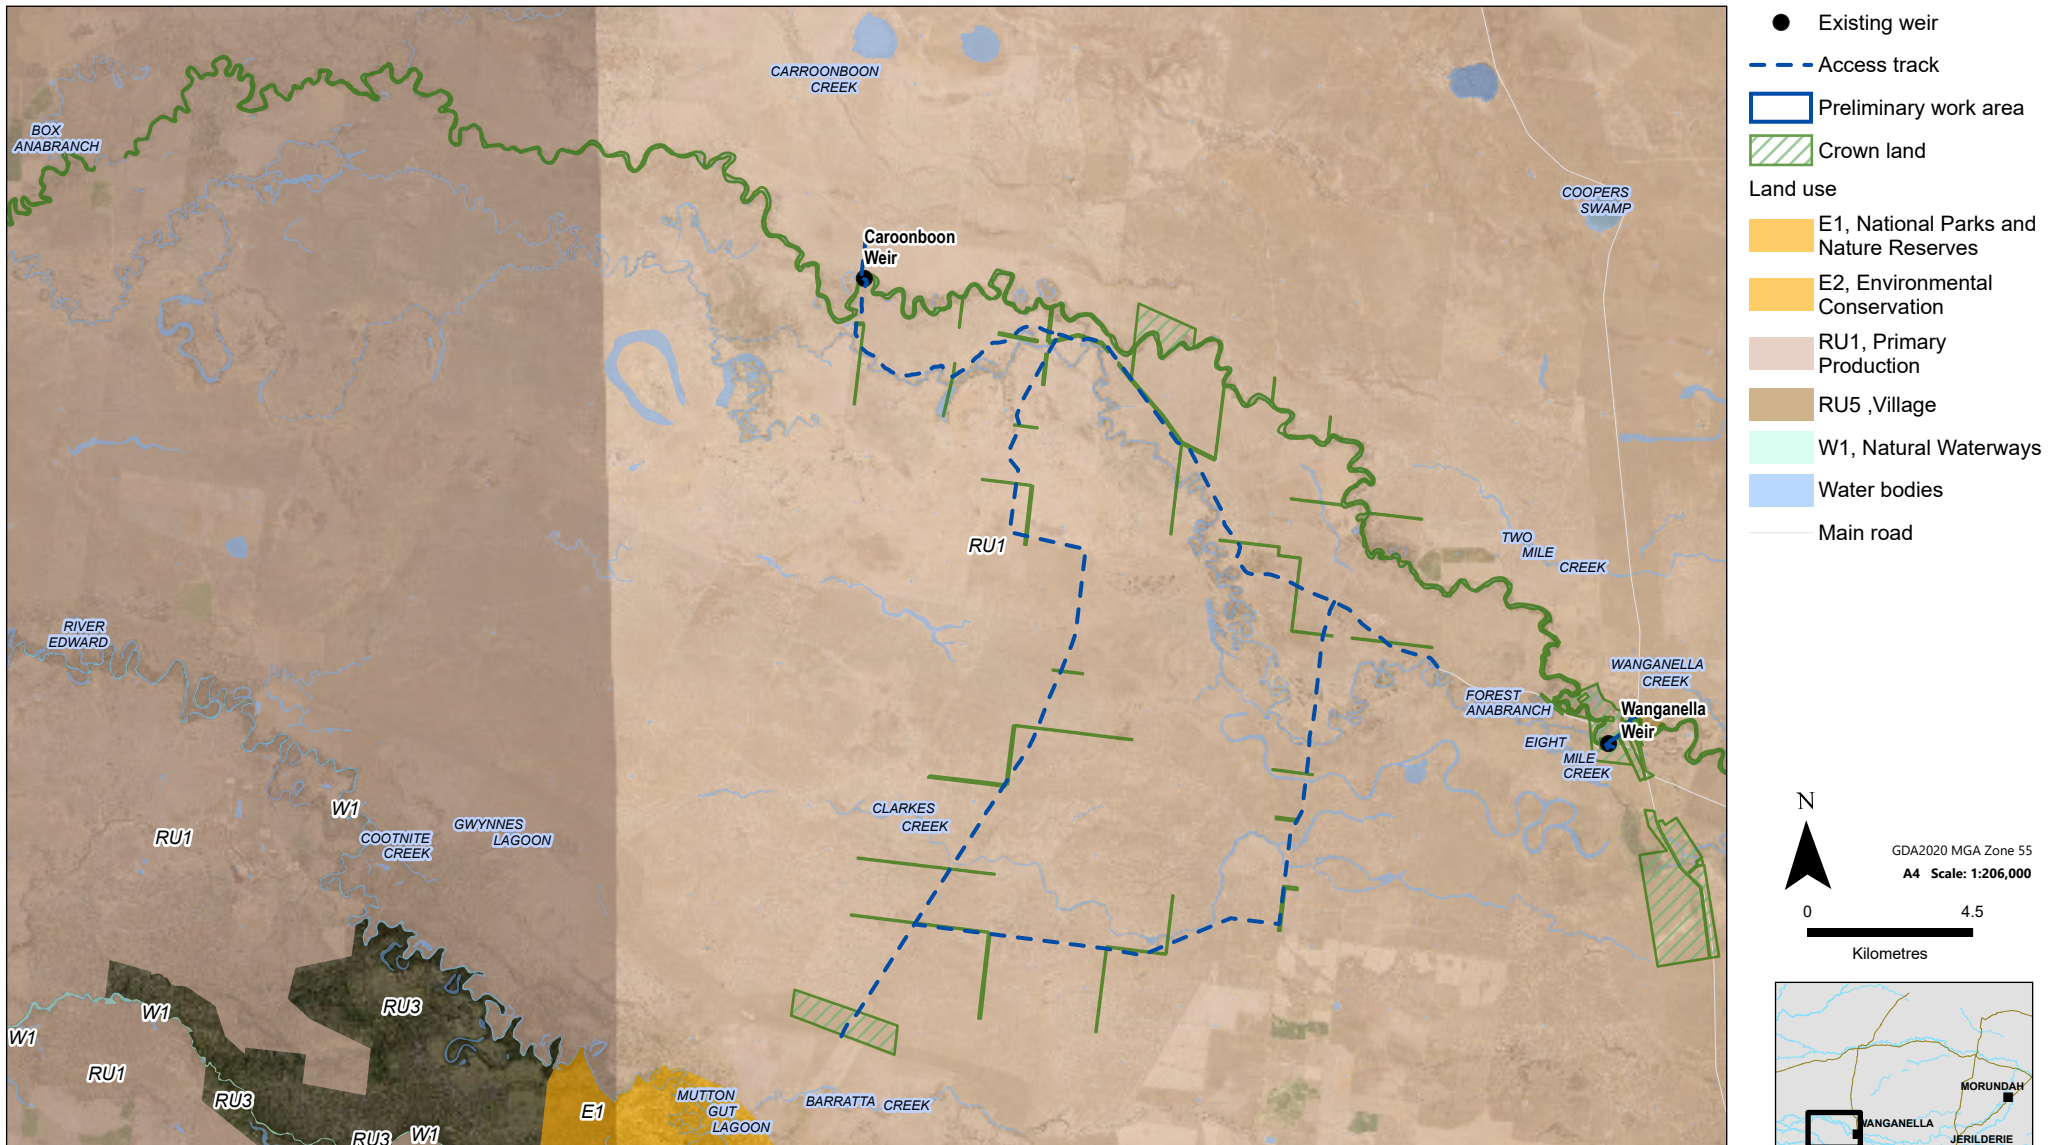 CARROONBOON
CREEK
BOX
ANABRANCH
COOPERS
SWAMP
Caroonboon
Weir
RU1
TWO
MILE
CREEK
RIVER
EDWARD
WANGANELLA
CREEK
FOREST
ANABRANCH
Wanganella
Weir
EIGHT
MILE
CREEK
W1
RU1
COOTNITE
CREEK
GWYNNES
LAGOON
CLARKES
CREEK
RU3
W1
W1
RU1
RU3
E1
MUTTON
GUT
LAGOON
BARRATTA CREEK
RU3
W1
Existing weir
Access track
Preliminary work area
Crown land
Land use
E1, National Parks and
Nature Reserves
E2, Environmental
Conservation
RU1, Primary
Production
RU5 ,Village
W1, Natural Waterways
Water bodies
Main road
N
GDA2020 MGA Zone 55
A4 Scale: 1:206,000
0 4.5
Kilometres
MORUNDAH
WANGANELLA
JERILDERIE